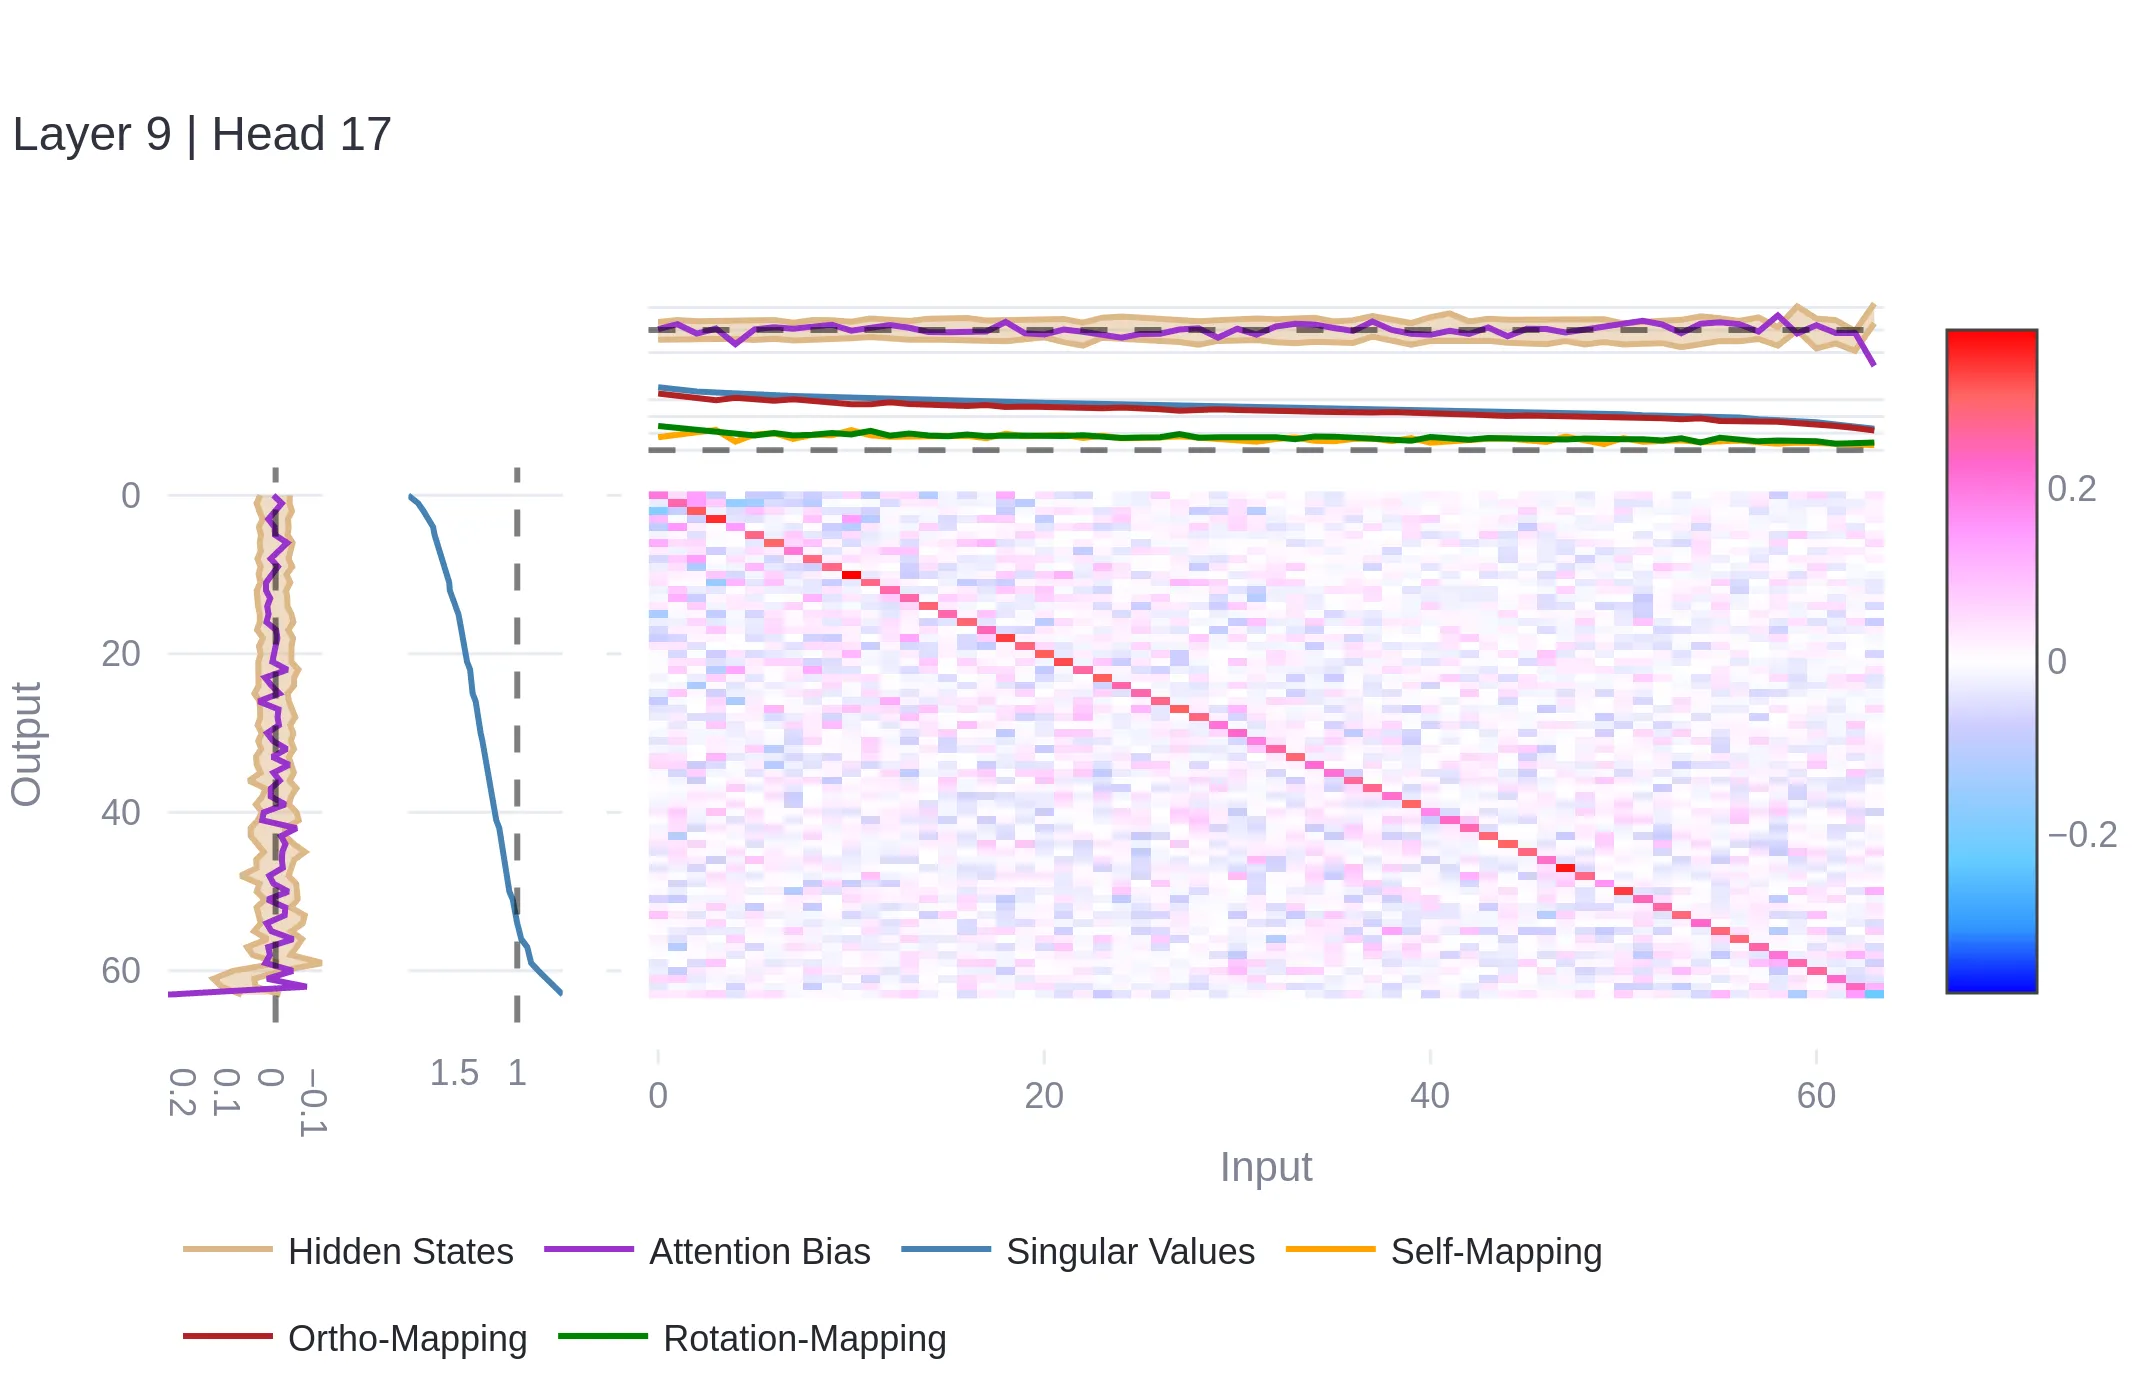 Layer 9 | Head 17
0
20
40
60
Output
0.2
0.1
0
−0.1
1.5
1
0
20
40
60
Input
0.2
0
−0.2
Hidden States
Attention Bias
Singular Values
Self-Mapping
Ortho-Mapping
Rotation-Mapping